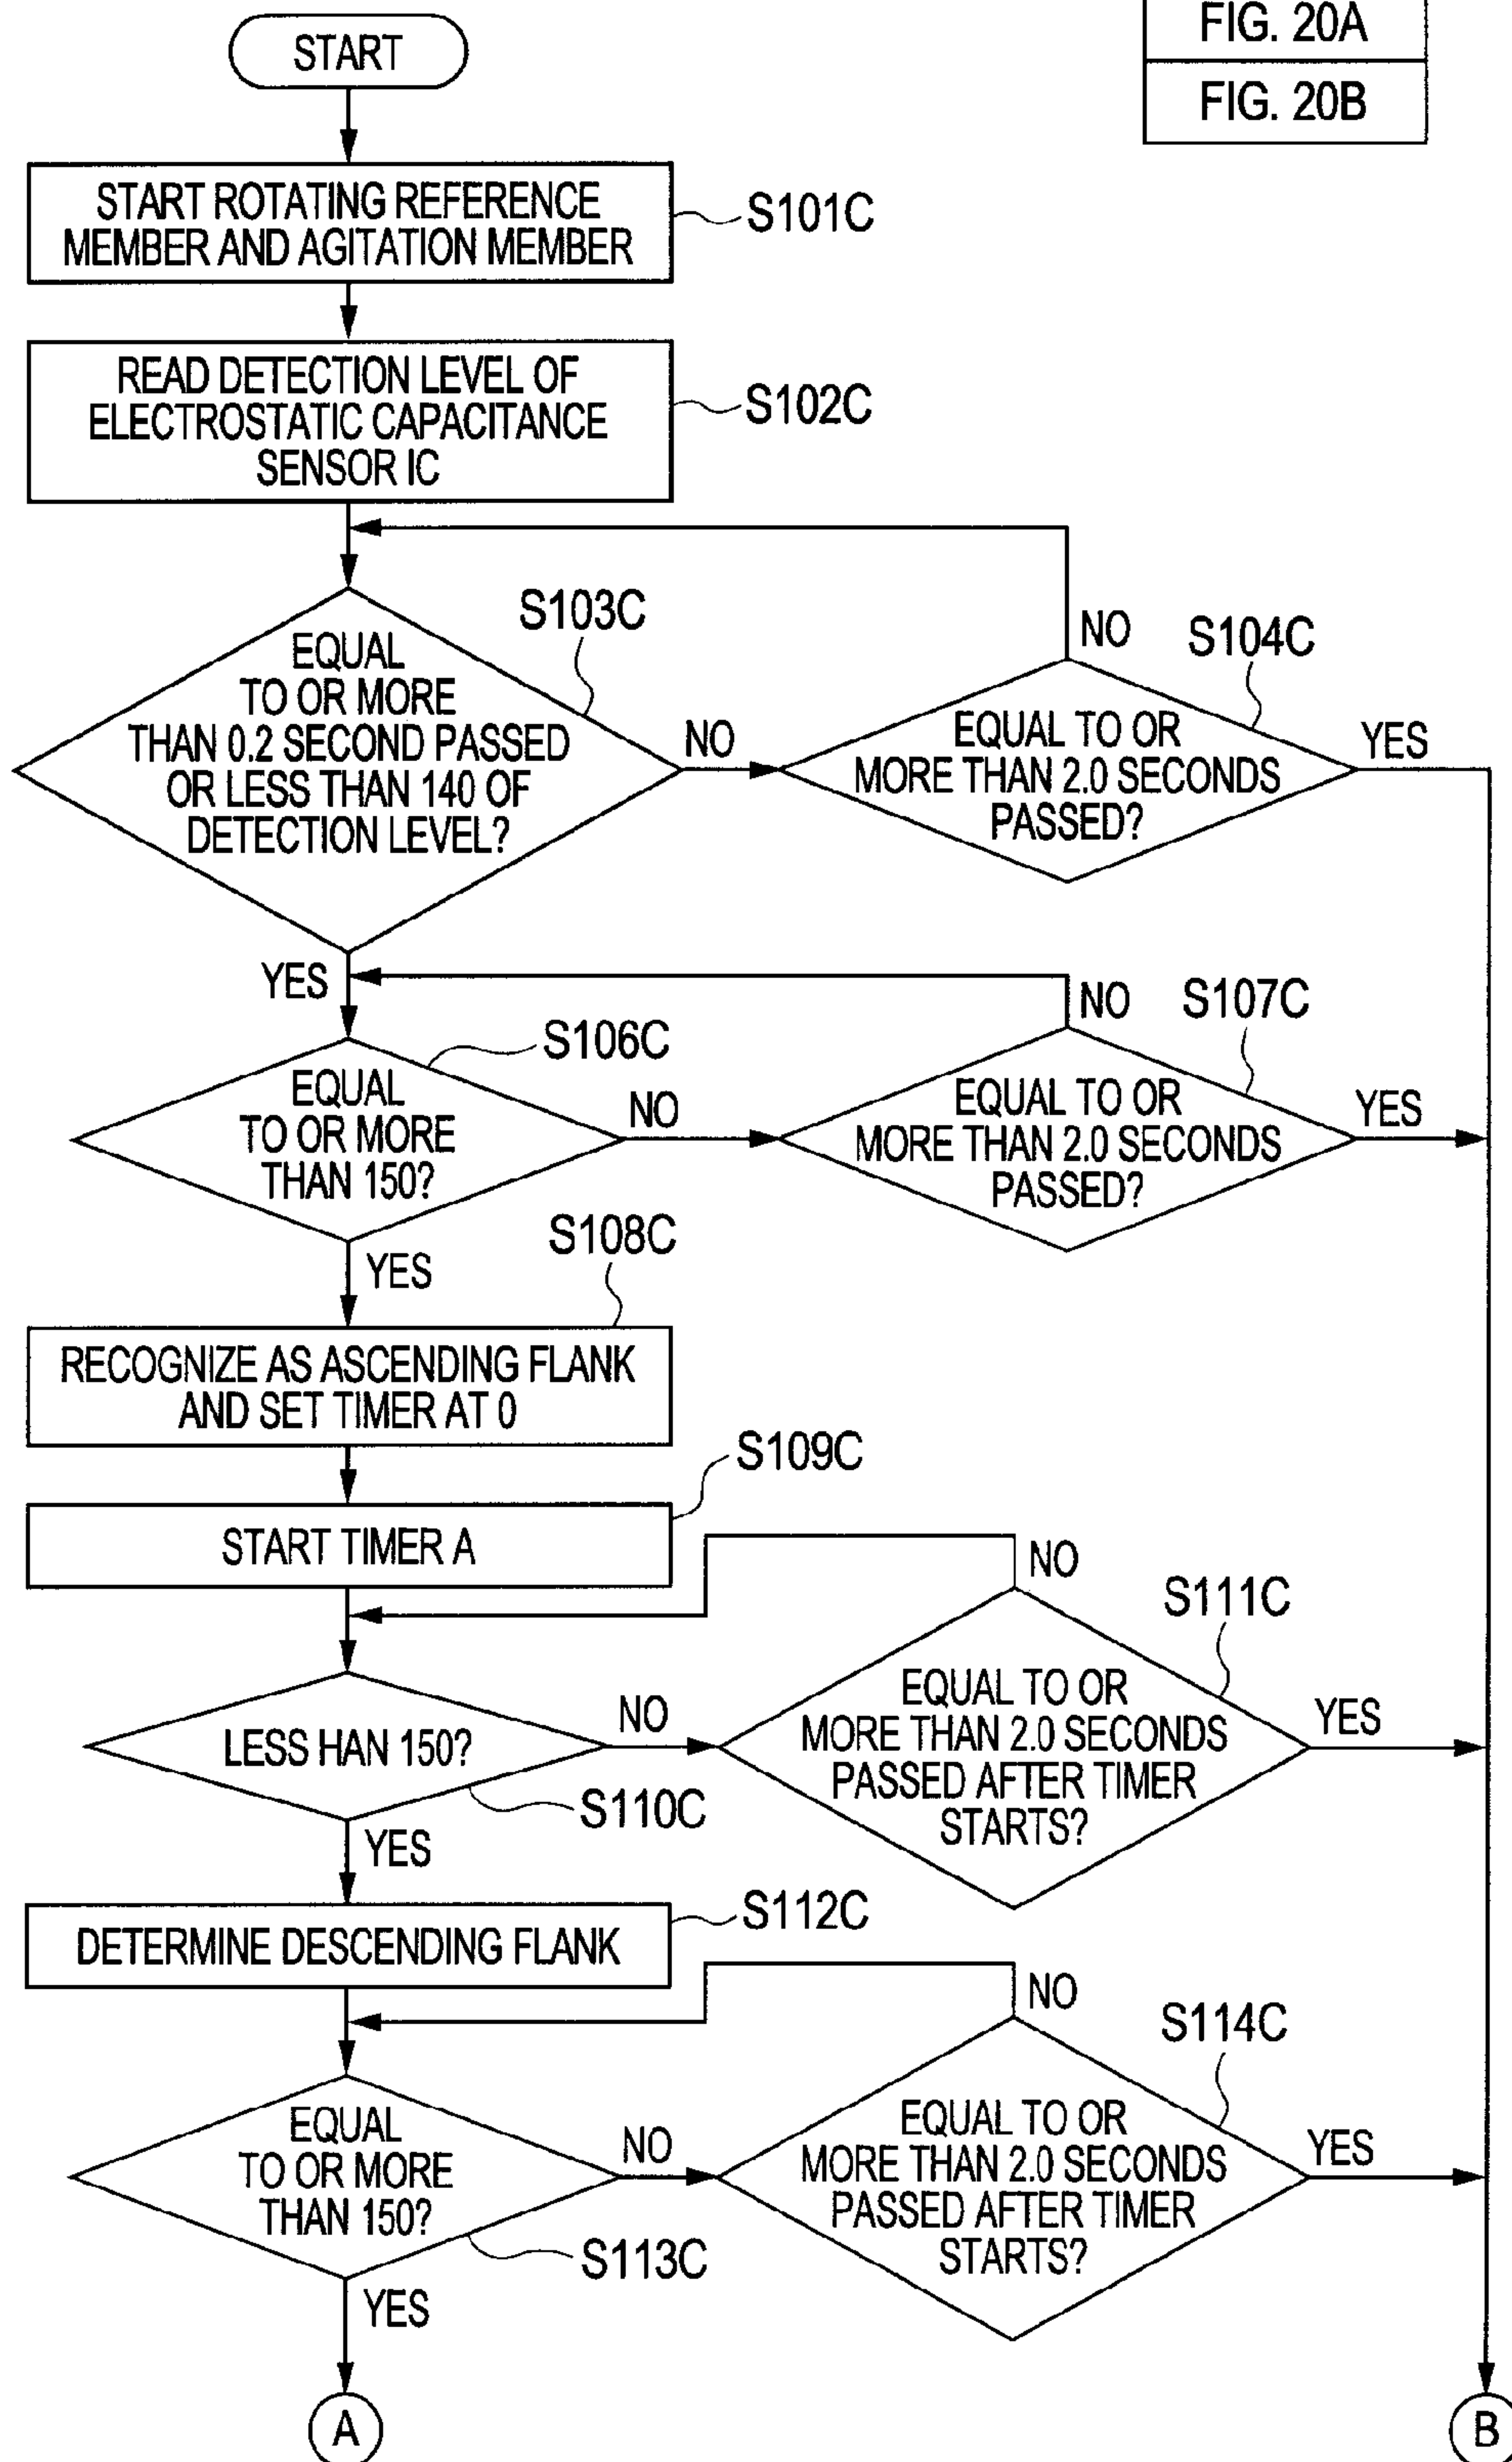 FIG. 20A
FIG. 20B
START
START ROTATING REFERENCE
MEMBER AND AGITATION MEMBER
S101C
READ DETECTION LEVEL OF
ELECTROSTATIC CAPACITANCE
SENSOR IC
S102C
S103C
EQUAL
TO OR MORE
THAN 0.2 SECOND PASSED
OR LESS THAN 140 OF
DETECTION LEVEL?
NO
YES
NO
S104C
EQUAL TO OR
MORE THAN 2.0 SECONDS
PASSED?
YES
S106C
EQUAL
TO OR MORE
THAN 150?
NO
YES
NO
S107C
EQUAL TO OR
MORE THAN 2.0 SECONDS
PASSED?
YES
S108C
RECOGNIZE AS ASCENDING FLANK
AND SET TIMER AT 0
S109C
START TIMER A
LESS HAN 150?
NO
S110C
YES
NO
S111C
EQUAL TO OR
MORE THAN 2.0 SECONDS
PASSED AFTER TIMER
STARTS?
YES
DETERMINE DESCENDING FLANK
S112C
EQUAL
TO OR MORE
THAN 150?
NO
S113C
YES
NO
S114C
EQUAL TO OR
MORE THAN 2.0 SECONDS
PASSED AFTER TIMER
STARTS?
YES
A
B